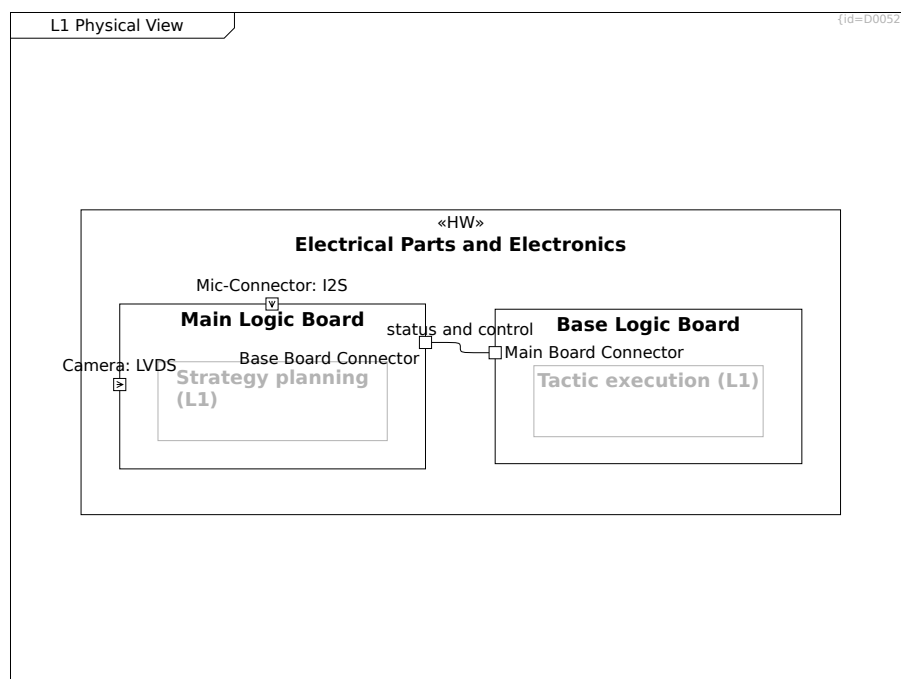 L1 Physical View
{id=D0052
«HW»
Electrical Parts and Electronics
Mic-Connector: I2S
Main Logic Board
status and control
Base Logic Board
Base Board Connector
Main Board Connector
Camera: LVDS
Strategy planning
(L1)
Tactic execution (L1)